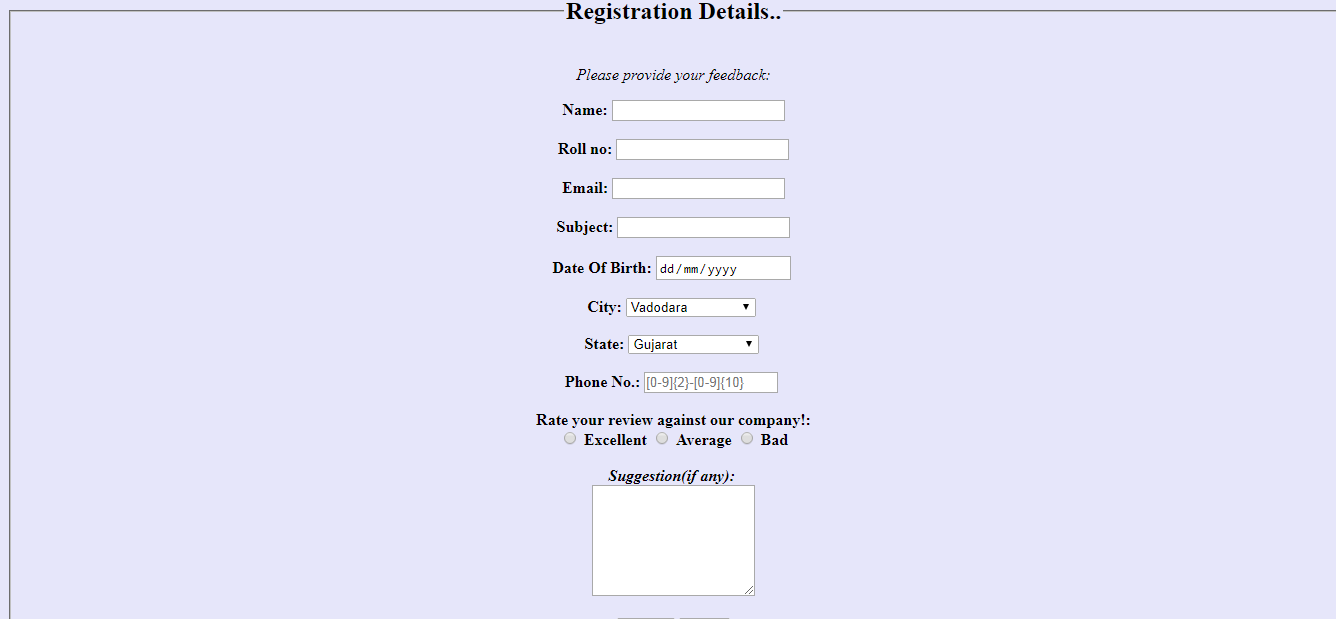 Registration Details..
Please provide your feedback:
Name:
Roll no:
Email:
Subject:
Date Of Birth: dd/mm/yyyy
City: Vadodara
State: Gujarat
Phone No.: [0-9]{2}-[0-9]{10}
Rate your review against our company!:
Excellent Average Bad
Suggestion(if any):